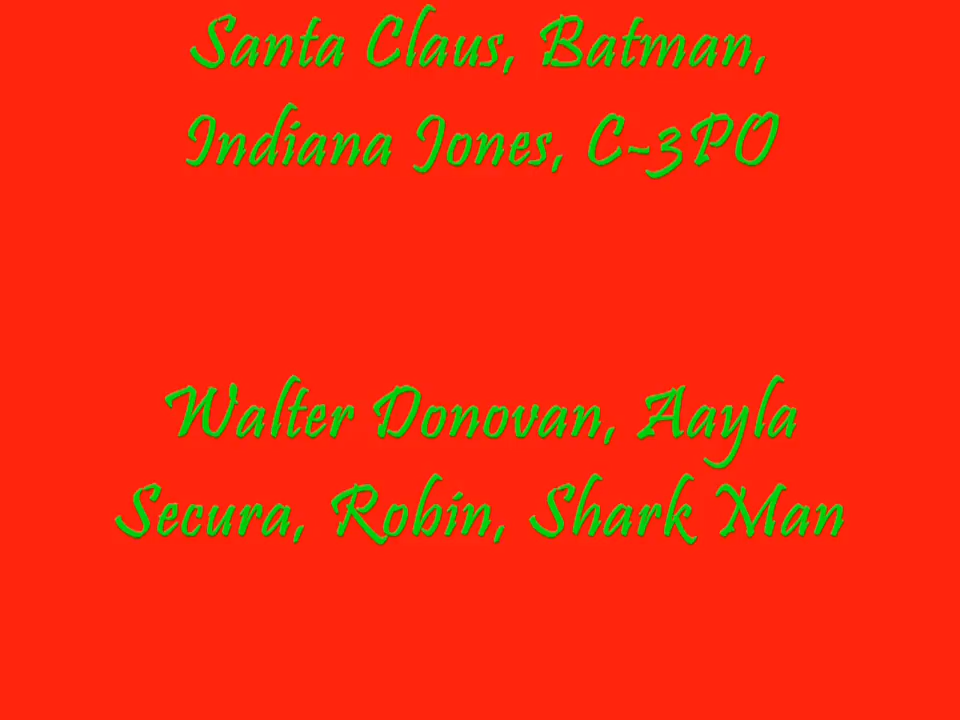 Santa Claus, Batman,
Indiana Jones, C-3PO
Walter Donovan, Aayla
Secura, Robin, Shark Man